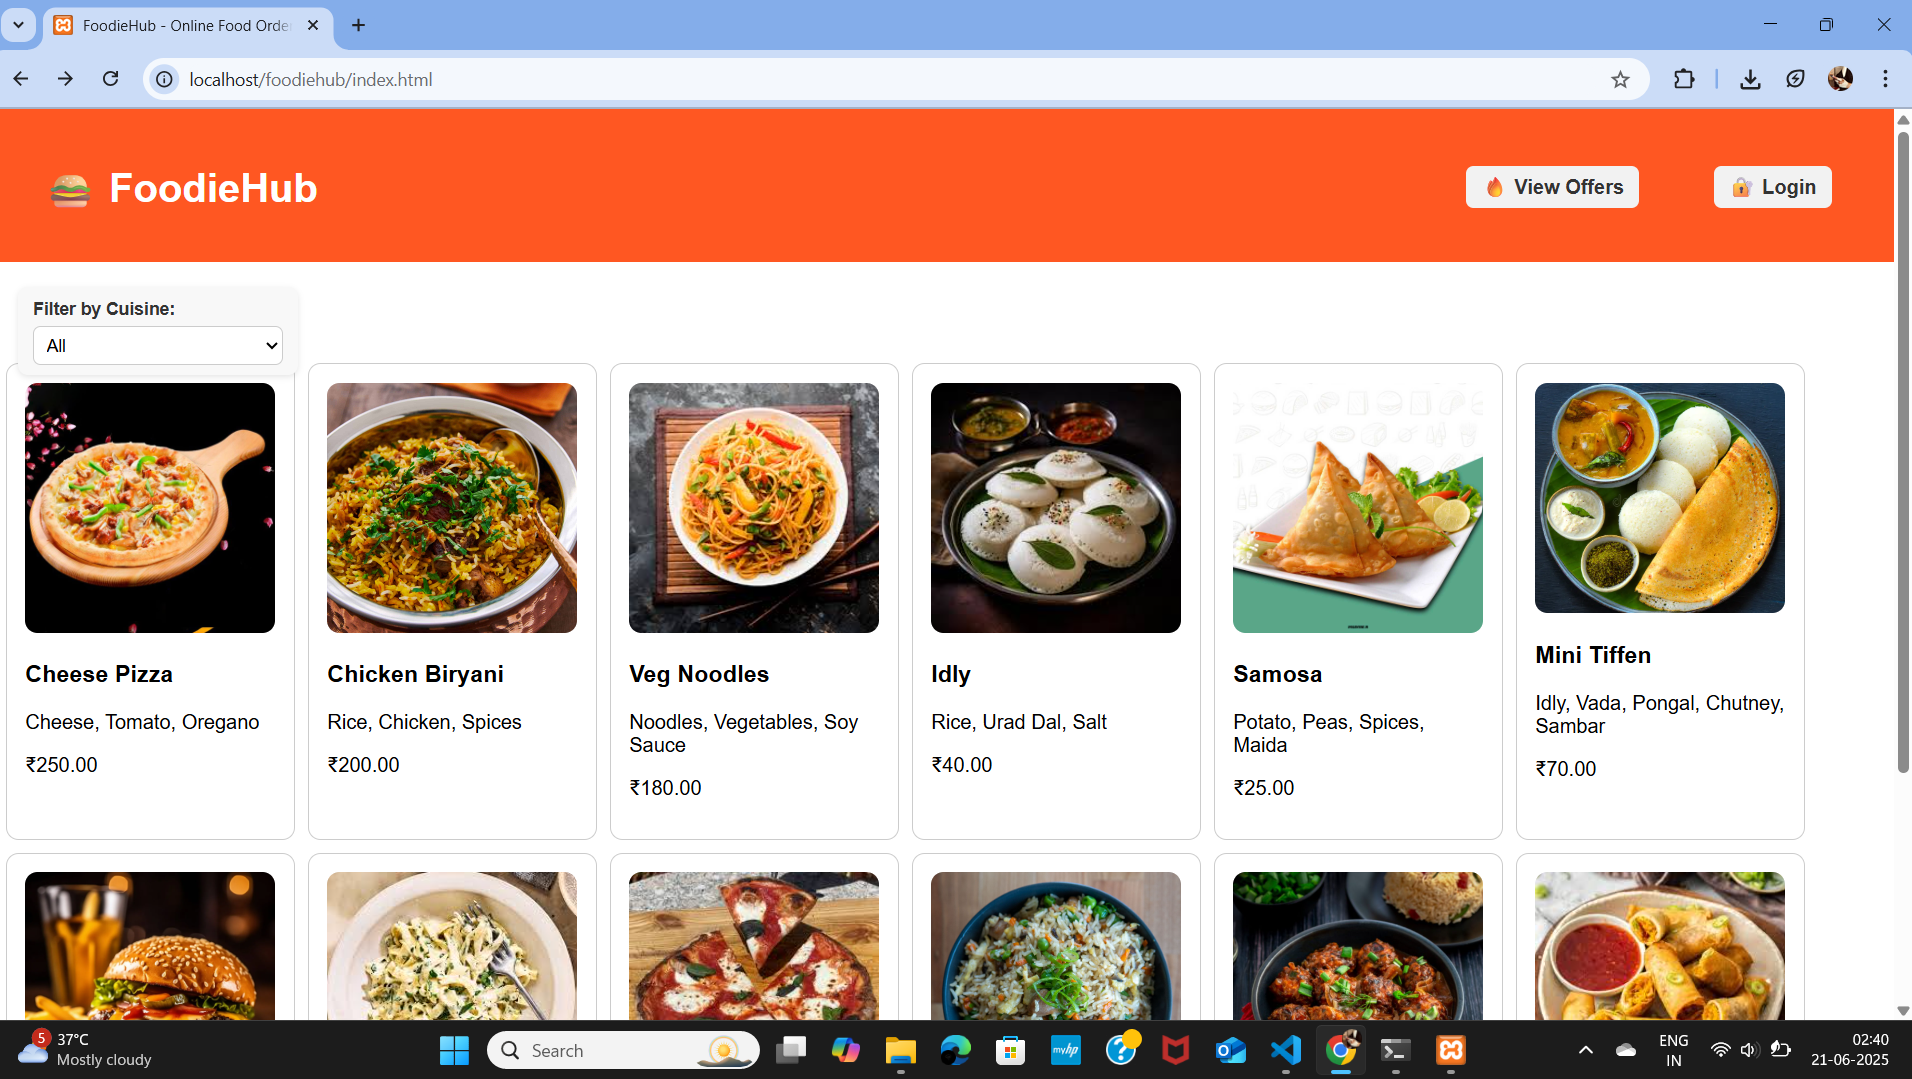 FoodieHub - Online Food Orde
localhost/foodiehub/index.html
FoodieHub
View Offers
Login
Filter by Cuisine:
All
Cheese Pizza
Cheese, Tomato, Oregano
₹250.00
Chicken Biryani
Rice, Chicken, Spices
₹200.00
Veg Noodles
Noodles, Vegetables, Soy
Sauce
₹180.00
Idly
Rice, Urad Dal, Salt
₹40.00
Samosa
Potato, Peas, Spices,
Maida
₹25.00
Mini Tiffen
Idly, Vada, Pongal, Chutney,
Sambar
₹70.00
5
37°C
Mostly cloudy
Search
myhp
ENG
IN
02:40
21-06-2025